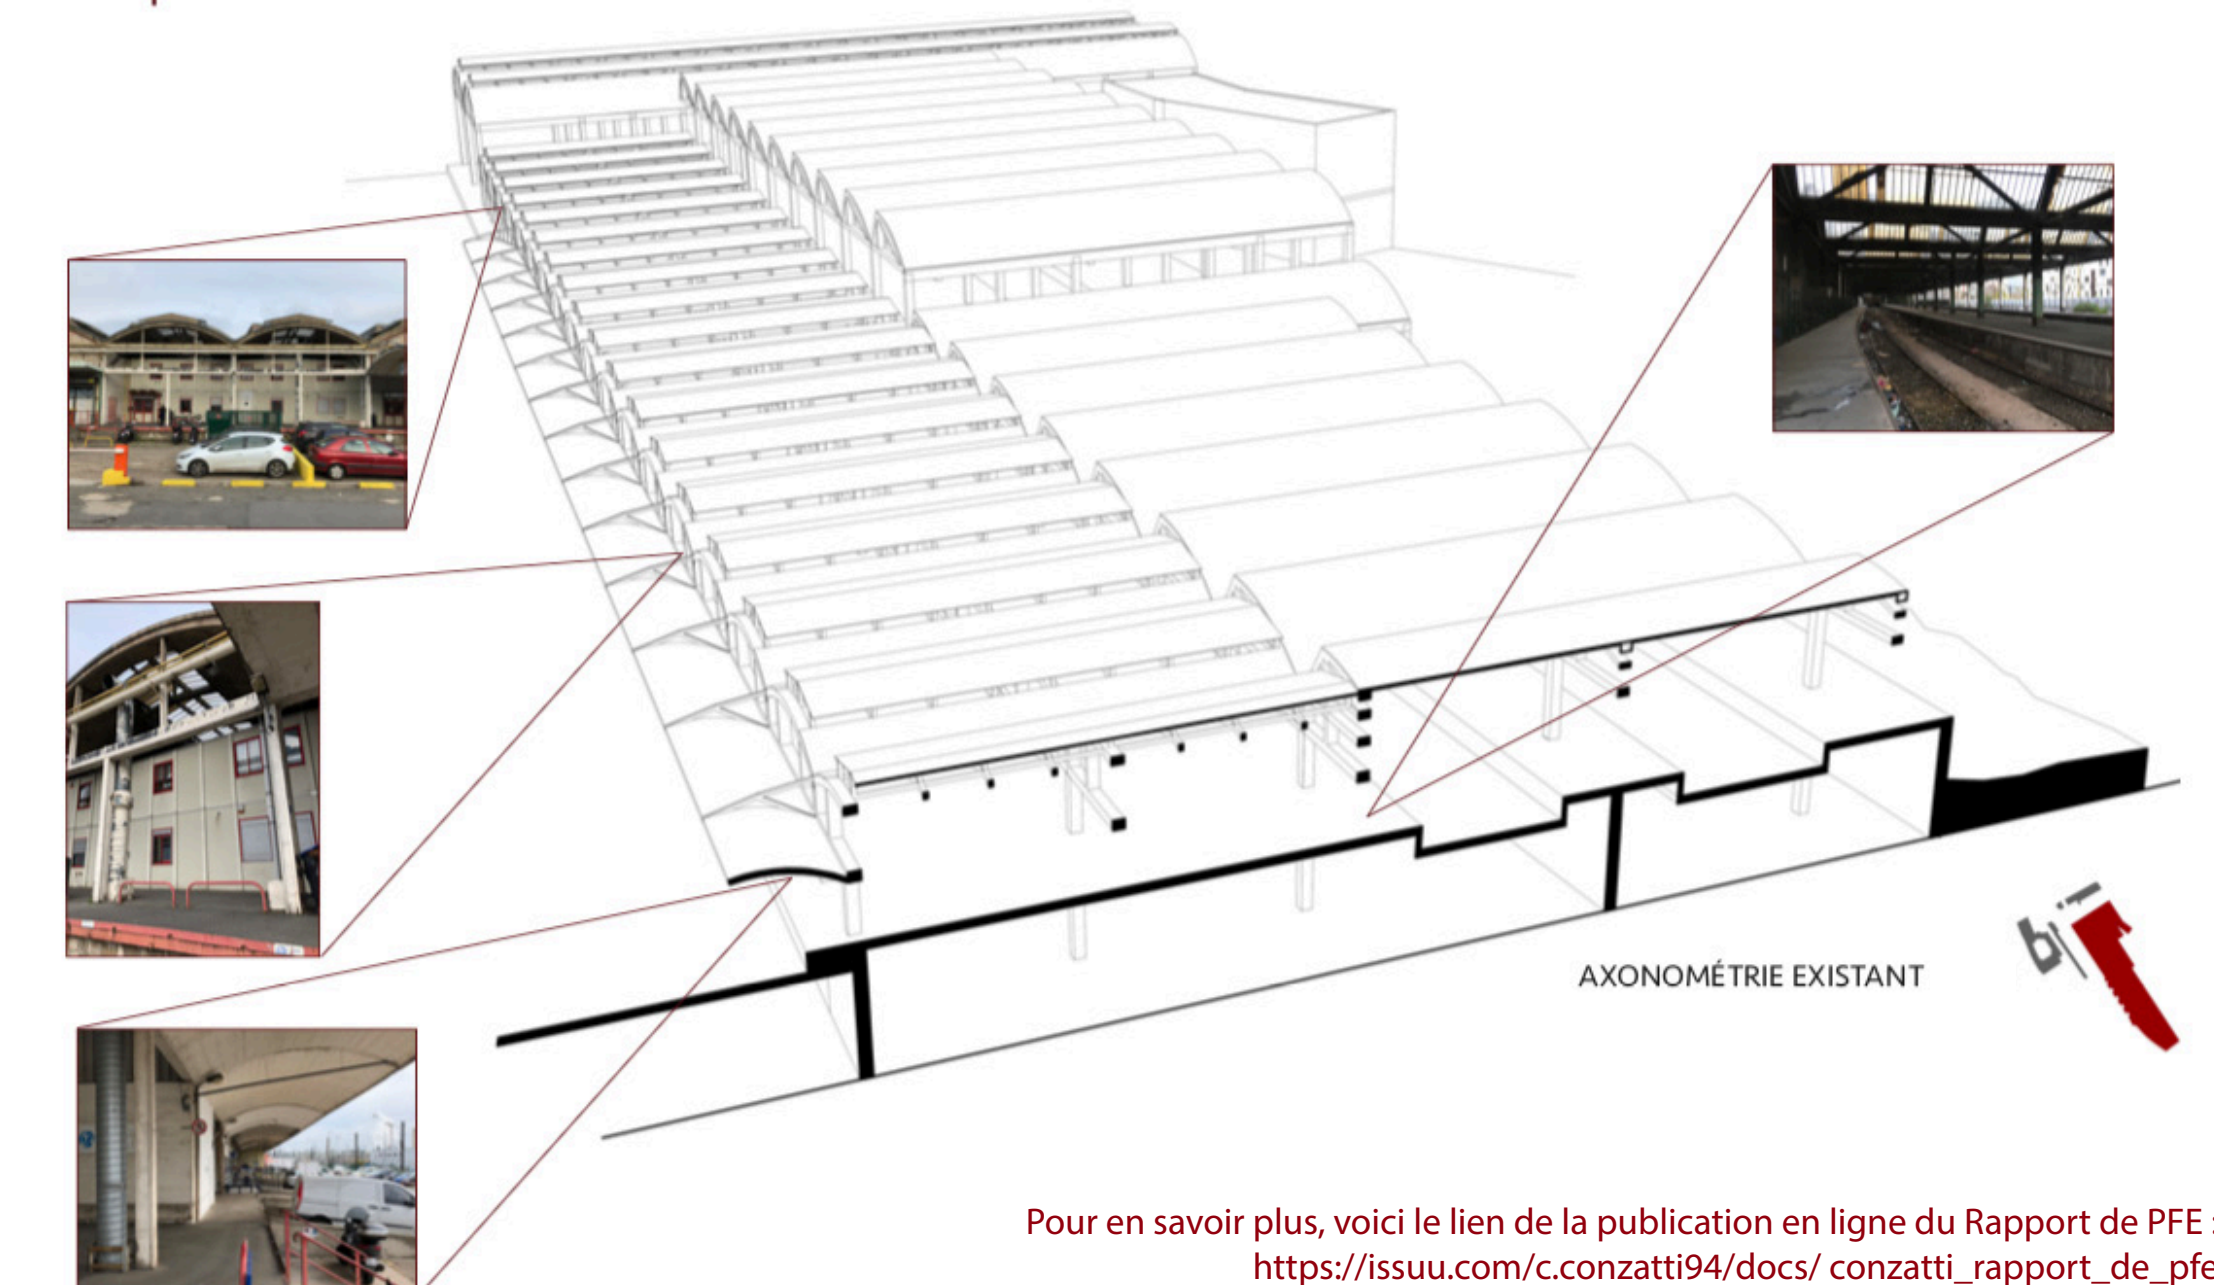 AXONOMÉTRIE EXISTANT
Pour en savoir plus, voici le lien de la publication en ligne du Rapport de PFE :
https://issuu.com/c.conzatti94/docs/ conzatti_rapport_de_pfe